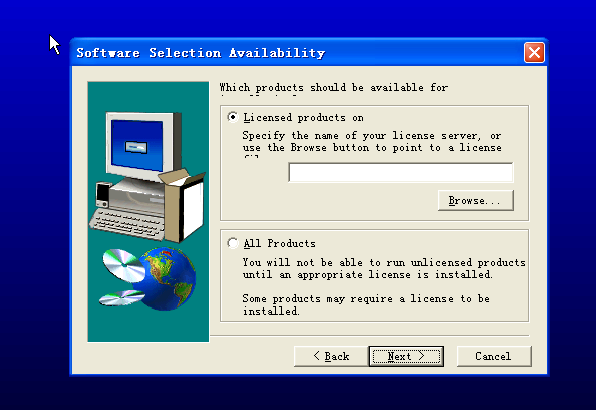 Software Selection Availability
Which products should be available for
Licensed products on
Specify the name of your license server, or
use the Browse button to point to a license
Browse...
All Products
You will not be able to run unlicensed products
until an appropriate license is installed.
Some products may require a license to be
installed.
< Back
Next >
Cancel